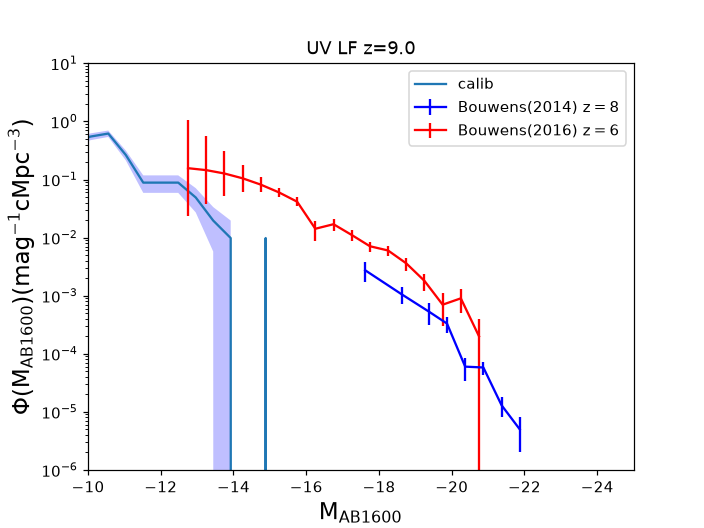 UV LF z=9.0
calib
Bouwens(2014) z = 8
Bouwens(2016) z = 6
Φ(M_AB1600)(mag^−1cMpc^−3)
10^1
10^0
10^−1
10^−2
10^−3
10^−4
10^−5
10^−6
−10 −12 −14 −16 −18 −20 −22 −24
M_AB1600